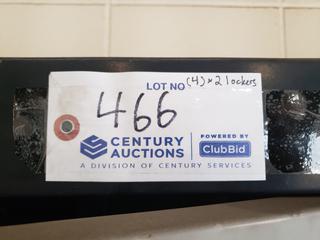 LOT NO (4) x 2 lockers
466
CENTURY AUCTIONS
POWERED BY
ClubBid
A DIVISION OF CENTURY SERVICES